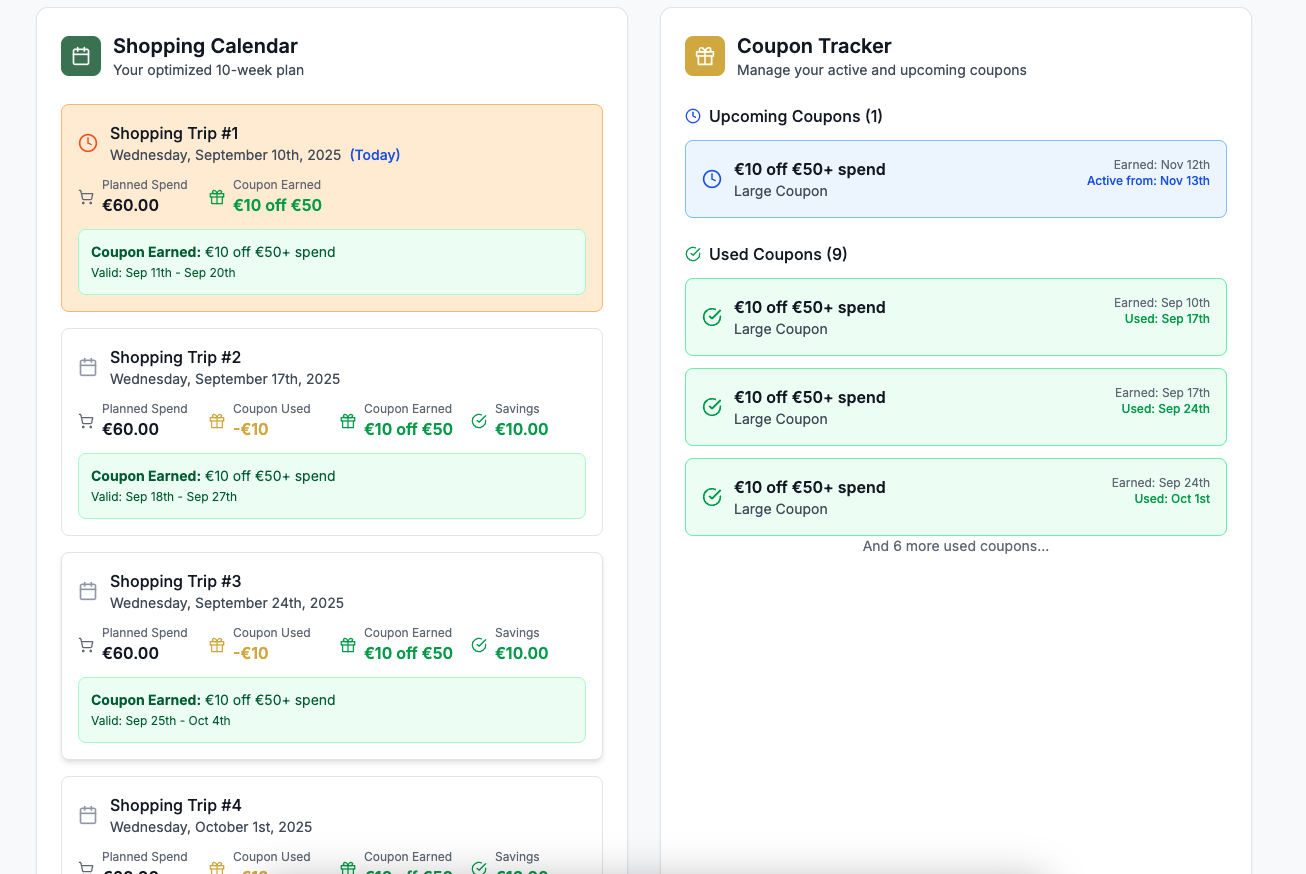 Shopping Calendar
Your optimized 10-week plan
Shopping Trip #1
Wednesday, September 10th, 2025 (Today)
Planned Spend Coupon Earned
€60.00 €10 off €50
Coupon Earned: €10 off €50+ spend
Valid: Sep 11th - Sep 20th
Shopping Trip #2
Wednesday, September 17th, 2025
Planned Spend Coupon Used Coupon Earned Savings
€60.00 -€10 €10 off €50 €10.00
Coupon Earned: €10 off €50+ spend
Valid: Sep 18th - Sep 27th
Shopping Trip #3
Wednesday, September 24th, 2025
Planned Spend Coupon Used Coupon Earned Savings
€60.00 -€10 €10 off €50 €10.00
Coupon Earned: €10 off €50+ spend
Valid: Sep 25th - Oct 4th
Shopping Trip #4
Wednesday, October 1st, 2025
Planned Spend Coupon Used Coupon Earned Savings
Coupon Tracker
Manage your active and upcoming coupons
Upcoming Coupons (1)
€10 off €50+ spend
Large Coupon
Earned: Nov 12th
Active from: Nov 13th
Used Coupons (9)
€10 off €50+ spend
Large Coupon
Earned: Sep 10th
Used: Sep 17th
€10 off €50+ spend
Large Coupon
Earned: Sep 17th
Used: Sep 24th
€10 off €50+ spend
Large Coupon
Earned: Sep 24th
Used: Oct 1st
And 6 more used coupons...